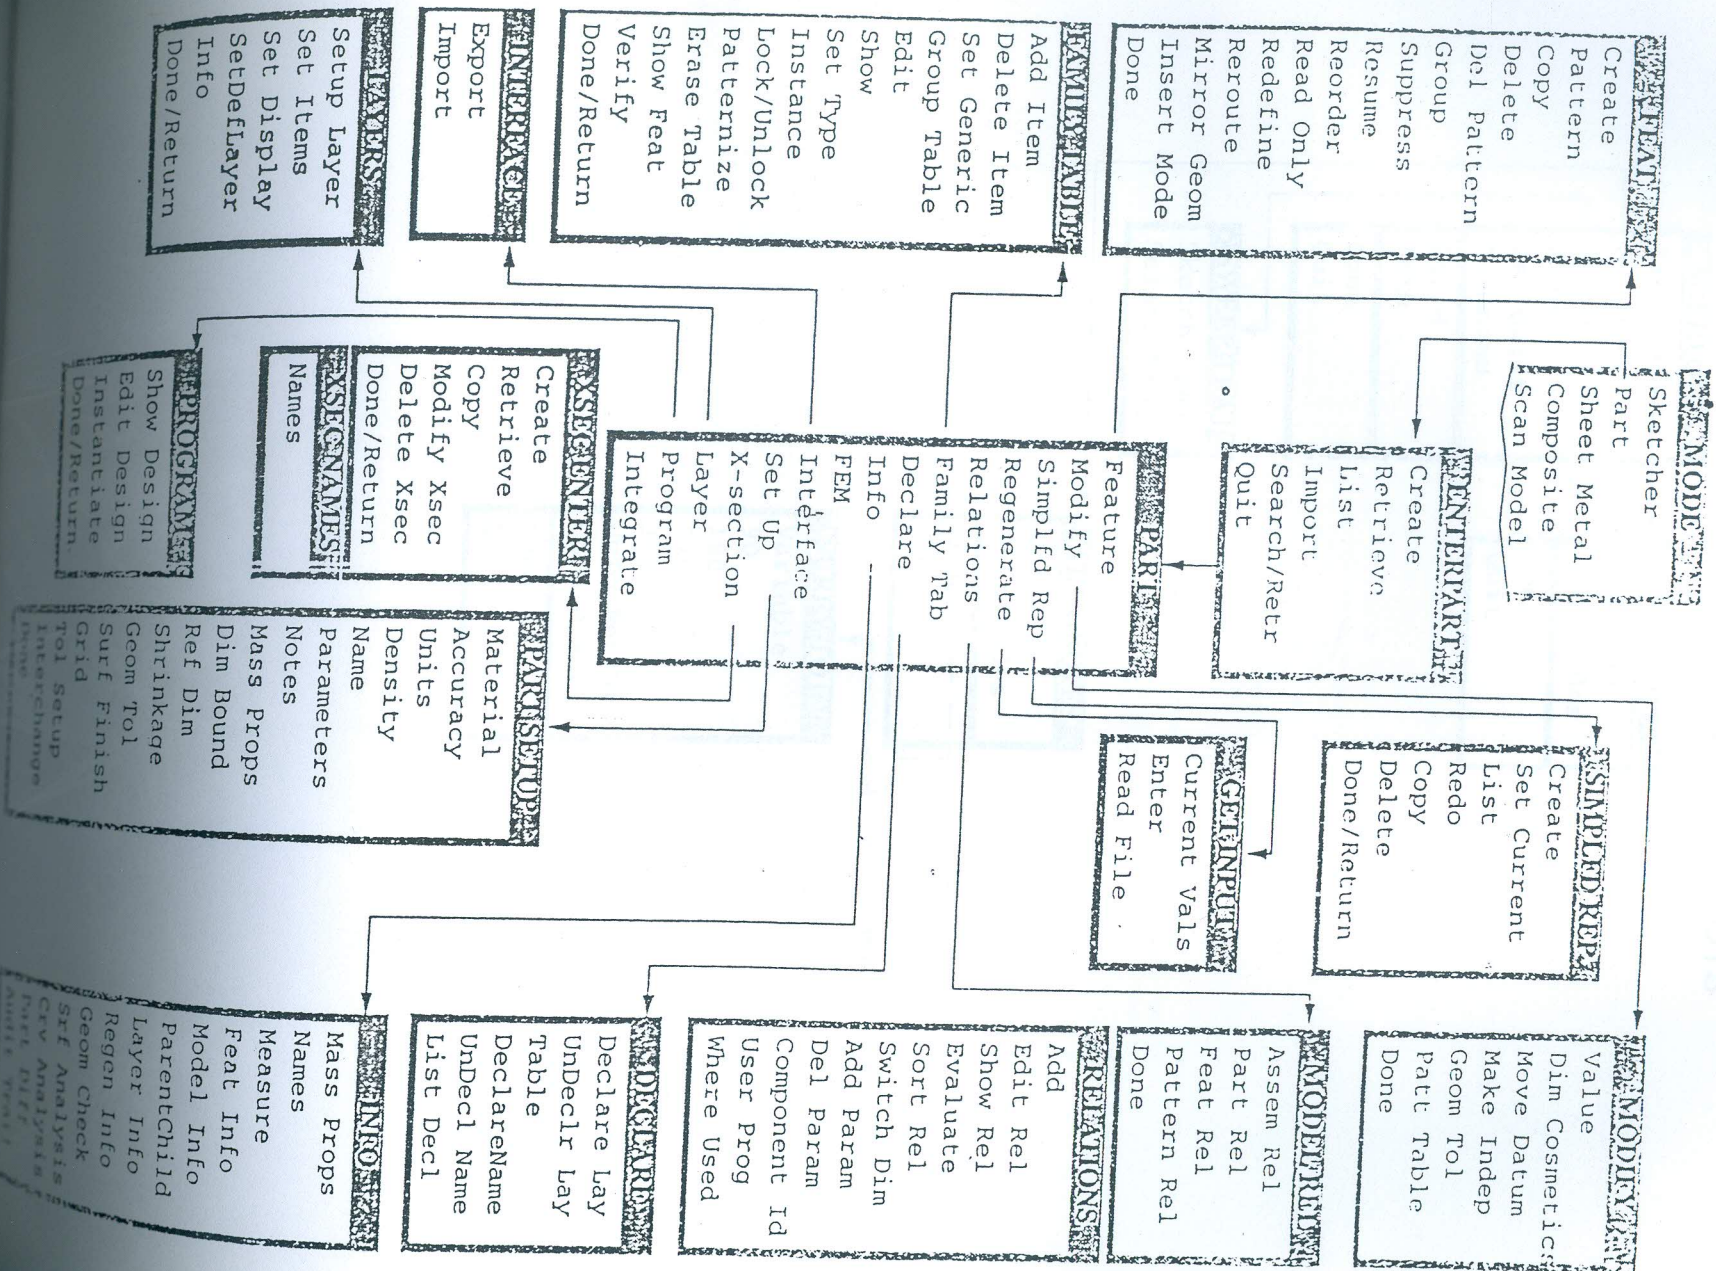 MODE
Sketcher
Part
Sheet Metal
Composite
Scan Model
ENTERPART
Create
Retrieve
List
Import
Search/Retr
Quit
PART
Feature
Modify
Simplfd Rep
Regenerate
Relations
Family Tab
Declare
Info
FEM
Interface
Set Up
X-section
Layer
Program
Integrate
FEAT
Create
Pattern
Copy
Delete
Del Pattern
Group
Suppress
Resume
Reorder
Read Only
Redefine
Reroute
Mirror Geom
Insert Mode
Done
FAMILY TABLE
Add Item
Delete Item
Set Generic
Group Table
Edit
Show
Set Type
Instance
Lock/Unlock
Patternize
Erase Table
Show Feat
Verify
Done/Return
INTERFACE
Export
Import
LAYERS
Setup Layer
Set Items
Set Display
SetDefLayer
Info
Done/Return
XSEC ENTER
Create
Retrieve
Copy
Modify Xsec
Delete Xsec
Done/Return
XSEC NAMES
Names
PROGRAM
Show Design
Edit Design
Instantiate
Done/Return
PART SETUP
Material
Accuracy
Units
Density
Name
Parameters
Notes
Mass Props
Dim Bound
Ref Dim
Shrinkage
Geom Tol
Surf Finish
Grid
Tol Setup
Interchange
Done
SIMPLFD REP
Create
Set Current
List
Redo
Copy
Delete
Done/Return
GET INPUT
Current Vals
Enter
Read File
MODIFY
Value
Dim Cosmetics
Move Datum
Make Indep
Geom Tol
Patt Table
Done
MODEL REL
Assem Rel
Part Rel
Feat Rel
Pattern Rel
Done
RELATIONS
Add
Edit Rel
Show Rel
Evaluate
Sort Rel
Switch Dim
Add Param
Del Param
Component Id
User Prog
Where Used
DECLARE
Declare Lay
UnDeclr Lay
Table
DeclareName
UnDecl Name
List Decl
INFO
Mass Props
Names
Measure
Feat Info
Model Info
ParentChild
Layer Info
Regen Info
Geom Check
Srf Analysis
Crv Analysis
Part Diff
Audit Trail